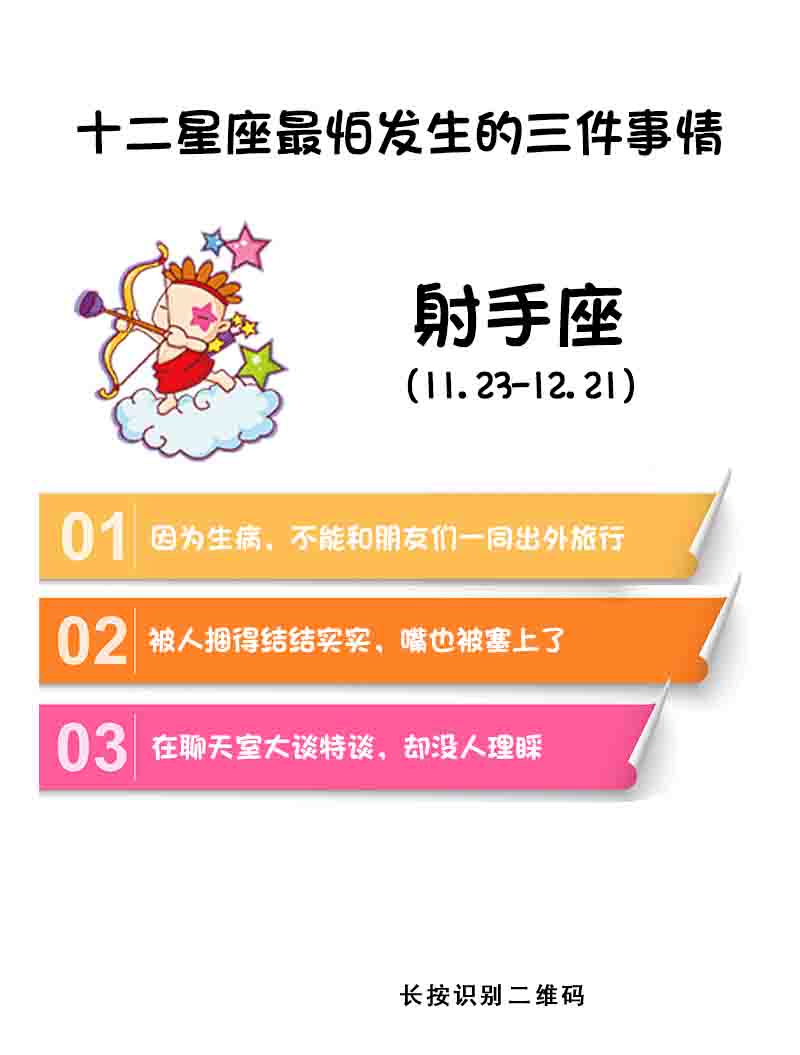 十二星座最怕发生的三件事情
射手座
(11.23-12.21)
01 因为生病，不能和朋友们一同出外旅行
02 被人捆得结结实实，嘴也被塞上了
03 在聊天室大谈特谈，却没人理睬
长按识别二维码